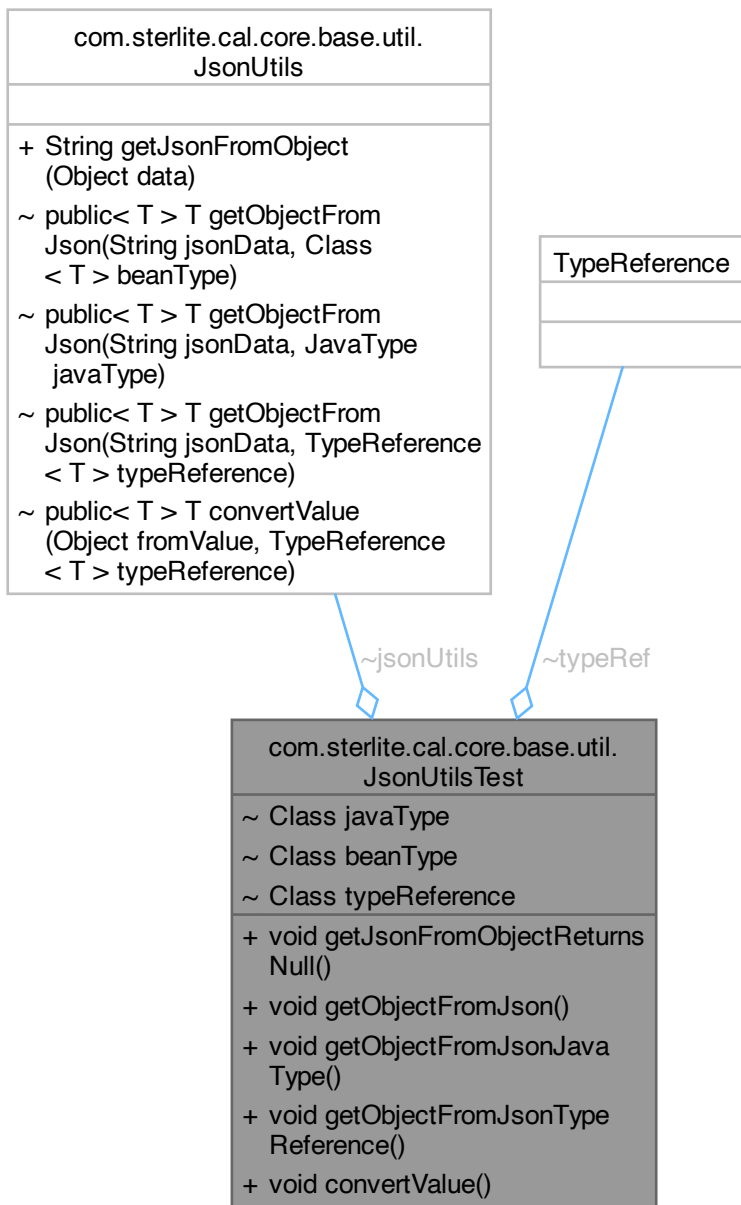 com.sterlite.cal.core.base.util.
JsonUtils
+ String getJsonFromObject
(Object data)
~ public< T > T getObjectFrom
Json(String jsonData, Class
< T > beanType)
~ public< T > T getObjectFrom
Json(String jsonData, JavaType
javaType)
~ public< T > T getObjectFrom
Json(String jsonData, TypeReference
< T > typeReference)
~ public< T > T convertValue
(Object fromValue, TypeReference
< T > typeReference)
TypeReference
~jsonUtils
~typeRef
com.sterlite.cal.core.base.util.
JsonUtilsTest
~ Class javaType
~ Class beanType
~ Class typeReference
+ void getJsonFromObjectReturns
Null()
+ void getObjectFromJson()
+ void getObjectFromJsonJava
Type()
+ void getObjectFromJsonType
Reference()
+ void convertValue()